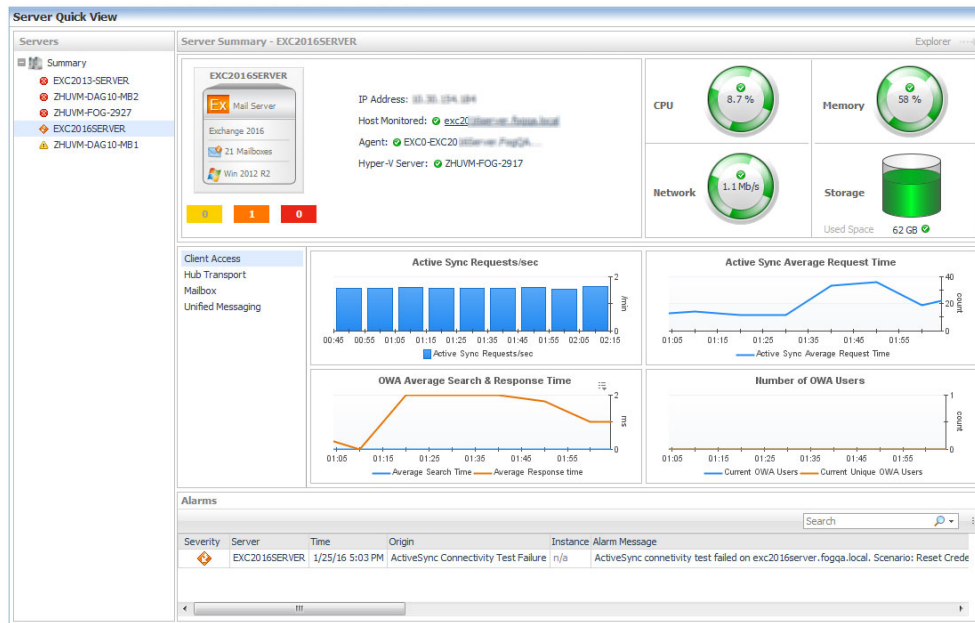 Server Quick View
Servers
Summary
EXC2013-SERVER
ZHUVM-DAG10-MB2
ZHUVM-FOG-2927
EXC2016SERVER
ZHUVM-DAG10-MB1
Server Summary - EXC2016SERVER
Explorer
EXC2016SERVER
Ex Mail Server
Exchange 2016
21 Mailboxes
Win 2012 R2
0 1 0
IP Address:
Host Monitored: exc20
Agent: EXC0-EXC20
Hyper-V Server: ZHUVM-FOG-2917
CPU
8.7 %
Memory
58 %
Network
1.1 Mb/s
Storage
Used Space 62 GB
Client Access
Hub Transport
Mailbox
Unified Messaging
Active Sync Requests/sec
2
/min
0
00:45 00:55 01:05 01:15 01:25 01:35 01:45 01:55 02:05 02:15
Active Sync Requests/sec
Active Sync Average Request Time
40
20
count
0
01:05 01:15 01:25 01:35 01:45 01:55
Active Sync Average Request Time
OWA Average Search & Response Time
2
ms
0
01:05 01:15 01:25 01:35 01:45 01:55
Average Search Time Average Response time
Number of OWA Users
1
count
0
01:05 01:15 01:25 01:35 01:45 01:55
Current OWA Users Current Unique OWA Users
Alarms
Search
Severity Server Time Origin Instance Alarm Message
EXC2016SERVER 1/25/16 5:03 PM ActiveSync Connectivity Test Failure n/a ActiveSync connetivity test failed on exc2016server.fogqa.local. Scenario: Reset Crede